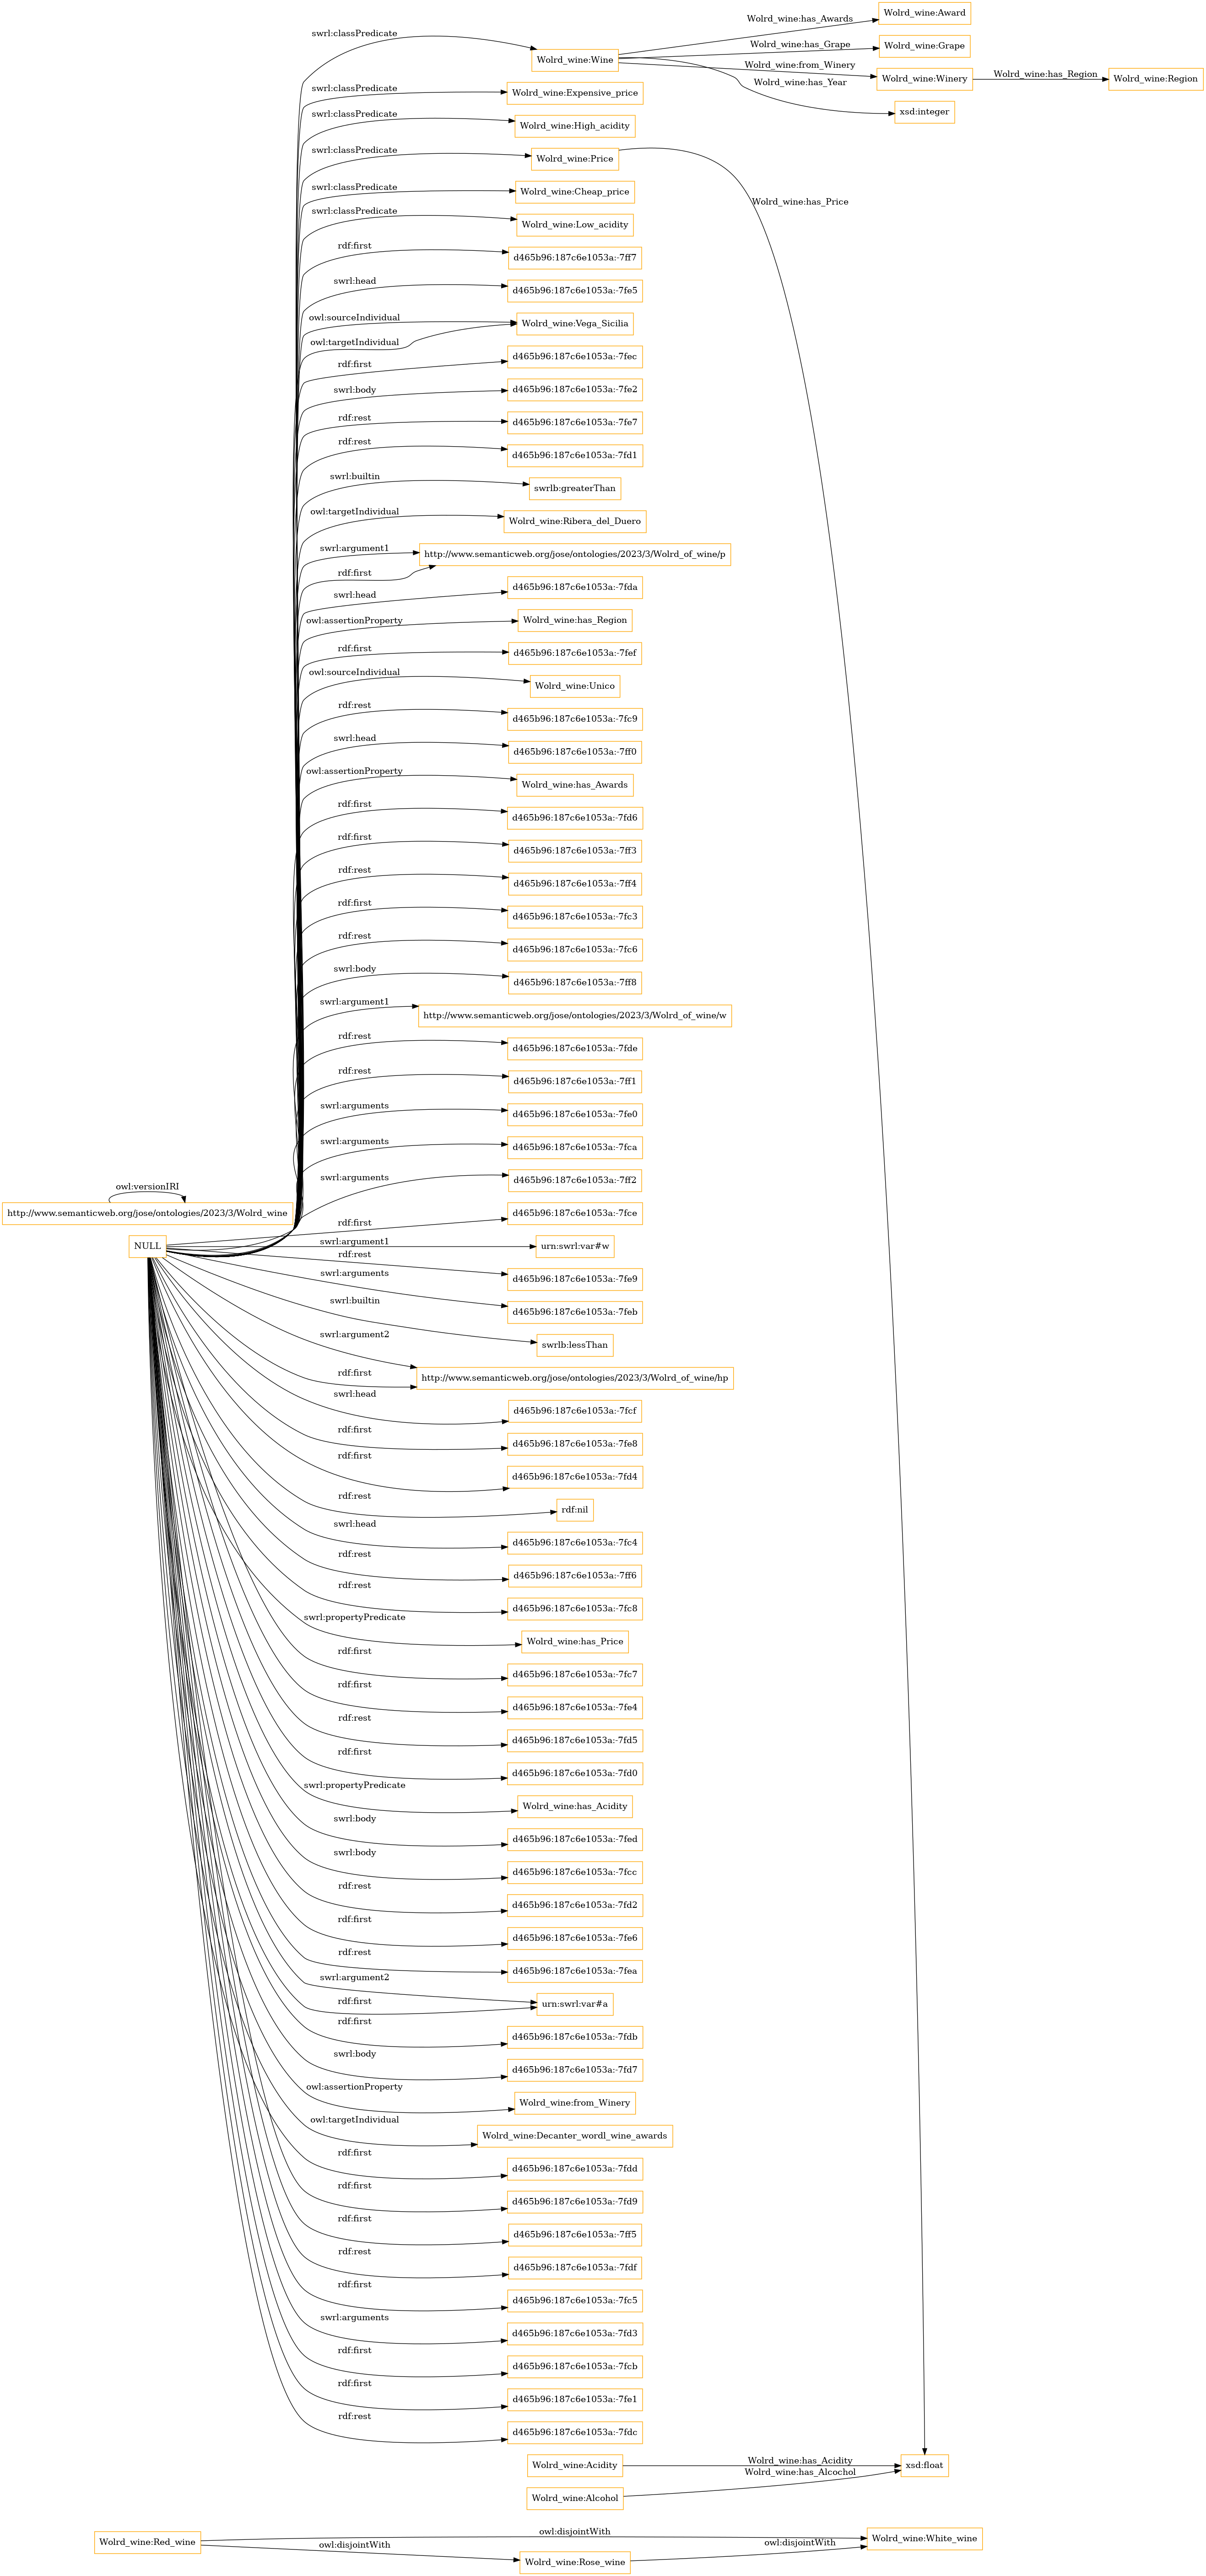 swrl:classPredicate
Wolrd_wine:Wine
Wolrd_wine:has_Awards
Wolrd_wine:Award
Wolrd_wine:has_Grape
Wolrd_wine:Grape
Wolrd_wine:from_Winery
Wolrd_wine:Winery
Wolrd_wine:has_Region
Wolrd_wine:Region
Wolrd_wine:has_Year
xsd:integer
swrl:classPredicate
Wolrd_wine:Expensive_price
swrl:classPredicate
Wolrd_wine:High_acidity
swrl:classPredicate
Wolrd_wine:Price
Wolrd_wine:has_Price
swrl:classPredicate
Wolrd_wine:Cheap_price
swrl:classPredicate
Wolrd_wine:Low_acidity
rdf:first
d465b96:187c6e1053a:-7ff7
swrl:head
d465b96:187c6e1053a:-7fe5
owl:sourceIndividual
Wolrd_wine:Vega_Sicilia
owl:targetIndividual
rdf:first
d465b96:187c6e1053a:-7fec
swrl:body
d465b96:187c6e1053a:-7fe2
rdf:rest
d465b96:187c6e1053a:-7fe7
rdf:rest
d465b96:187c6e1053a:-7fd1
swrl:builtin
swrlb:greaterThan
owl:targetIndividual
Wolrd_wine:Ribera_del_Duero
swrl:argument1
http://www.semanticweb.org/jose/ontologies/2023/3/Wolrd_of_wine/p
rdf:first
swrl:head
d465b96:187c6e1053a:-7fda
owl:assertionProperty
Wolrd_wine:has_Region
rdf:first
d465b96:187c6e1053a:-7fef
owl:sourceIndividual
Wolrd_wine:Unico
rdf:rest
d465b96:187c6e1053a:-7fc9
swrl:head
d465b96:187c6e1053a:-7ff0
owl:assertionProperty
Wolrd_wine:has_Awards
rdf:first
d465b96:187c6e1053a:-7fd6
rdf:first
d465b96:187c6e1053a:-7ff3
rdf:rest
d465b96:187c6e1053a:-7ff4
rdf:first
d465b96:187c6e1053a:-7fc3
rdf:rest
d465b96:187c6e1053a:-7fc6
swrl:body
d465b96:187c6e1053a:-7ff8
swrl:argument1
http://www.semanticweb.org/jose/ontologies/2023/3/Wolrd_of_wine/w
rdf:rest
d465b96:187c6e1053a:-7fde
rdf:rest
d465b96:187c6e1053a:-7ff1
swrl:arguments
d465b96:187c6e1053a:-7fe0
swrl:arguments
d465b96:187c6e1053a:-7fca
swrl:arguments
d465b96:187c6e1053a:-7ff2
owl:versionIRI
http://www.semanticweb.org/jose/ontologies/2023/3/Wolrd_wine
NULL
rdf:first
d465b96:187c6e1053a:-7fce
swrl:argument1
urn:swrl:var#w
rdf:rest
d465b96:187c6e1053a:-7fe9
swrl:arguments
d465b96:187c6e1053a:-7feb
swrl:builtin
swrlb:lessThan
swrl:argument2
http://www.semanticweb.org/jose/ontologies/2023/3/Wolrd_of_wine/hp
rdf:first
swrl:head
d465b96:187c6e1053a:-7fcf
rdf:first
d465b96:187c6e1053a:-7fe8
rdf:first
d465b96:187c6e1053a:-7fd4
rdf:rest
rdf:nil
swrl:head
d465b96:187c6e1053a:-7fc4
rdf:rest
d465b96:187c6e1053a:-7ff6
rdf:rest
d465b96:187c6e1053a:-7fc8
swrl:propertyPredicate
Wolrd_wine:has_Price
rdf:first
d465b96:187c6e1053a:-7fc7
rdf:first
d465b96:187c6e1053a:-7fe4
rdf:rest
d465b96:187c6e1053a:-7fd5
rdf:first
d465b96:187c6e1053a:-7fd0
swrl:propertyPredicate
Wolrd_wine:has_Acidity
swrl:body
d465b96:187c6e1053a:-7fed
swrl:body
d465b96:187c6e1053a:-7fcc
rdf:rest
d465b96:187c6e1053a:-7fd2
rdf:first
d465b96:187c6e1053a:-7fe6
rdf:rest
d465b96:187c6e1053a:-7fea
swrl:argument2
urn:swrl:var#a
rdf:first
rdf:first
d465b96:187c6e1053a:-7fdb
swrl:body
d465b96:187c6e1053a:-7fd7
owl:assertionProperty
Wolrd_wine:from_Winery
owl:targetIndividual
Wolrd_wine:Decanter_wordl_wine_awards
rdf:first
d465b96:187c6e1053a:-7fdd
rdf:first
d465b96:187c6e1053a:-7fd9
rdf:first
d465b96:187c6e1053a:-7ff5
rdf:rest
d465b96:187c6e1053a:-7fdf
rdf:first
d465b96:187c6e1053a:-7fc5
swrl:arguments
d465b96:187c6e1053a:-7fd3
rdf:first
d465b96:187c6e1053a:-7fcb
rdf:first
d465b96:187c6e1053a:-7fe1
rdf:rest
d465b96:187c6e1053a:-7fdc
Wolrd_wine:Acidity
Wolrd_wine:has_Acidity
xsd:float
Wolrd_wine:Alcohol
Wolrd_wine:has_Alcochol
Wolrd_wine:Red_wine
owl:disjointWith
Wolrd_wine:White_wine
owl:disjointWith
Wolrd_wine:Rose_wine
owl:disjointWith